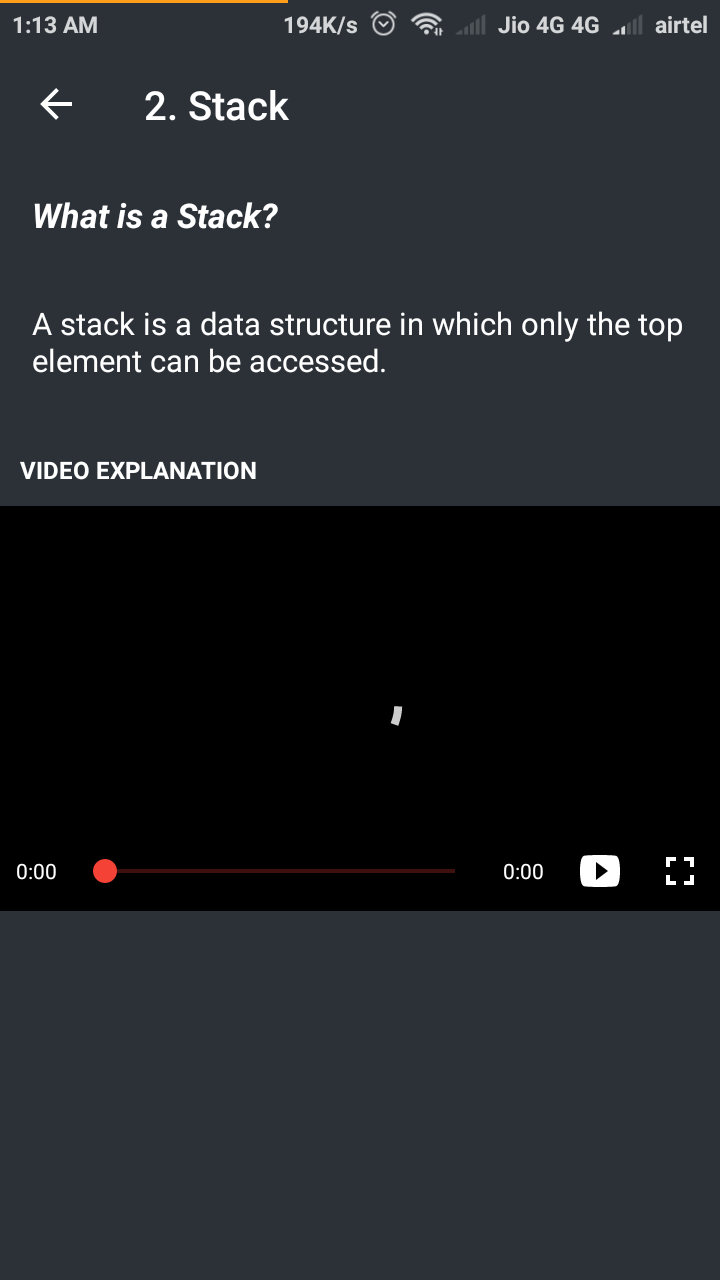 1:13 AM 194K/s Jio 4G 4G airtel
2. Stack
What is a Stack?
A stack is a data structure in which only the top
element can be accessed.
VIDEO EXPLANATION
0:00 0:00